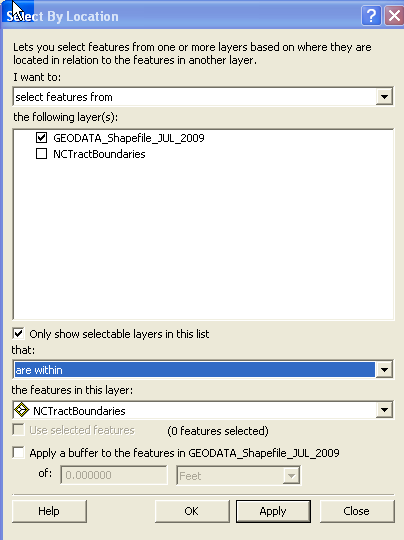 Select By Location
Lets you select features from one or more layers based on where they are
located in relation to the features in another layer.
I want to:
select features from
the following layer(s):
GEODATA_Shapefile_JUL_2009
NCTractBoundaries
Only show selectable layers in this list
that:
are within
the features in this layer:
NCTractBoundaries
Use selected features (0 features selected)
Apply a buffer to the features in GEODATA_Shapefile_JUL_2009
of: 0.000000 Feet
Help OK Apply Close